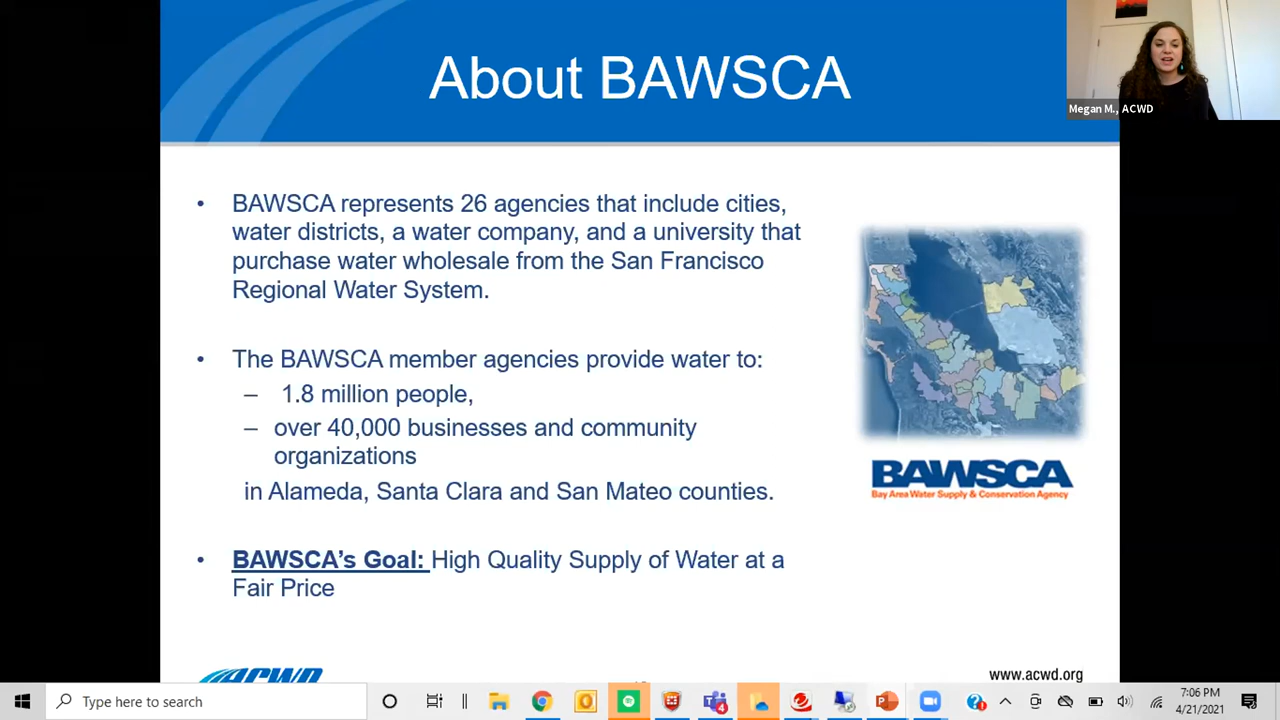 About BAWSCA
Megan M., ACWD
• BAWSCA represents 26 agencies that include cities,
water districts, a water company, and a university that
purchase water wholesale from the San Francisco
Regional Water System.
• The BAWSCA member agencies provide water to:
– 1.8 million people,
– over 40,000 businesses and community
organizations
in Alameda, Santa Clara and San Mateo counties.
• BAWSCA's Goal: High Quality Supply of Water at a
Fair Price
BAWSCA
Bay Area Water Supply & Conservation Agency
ACWD
www.acwd.org
Type here to search
4
7:06 PM
4/21/2021